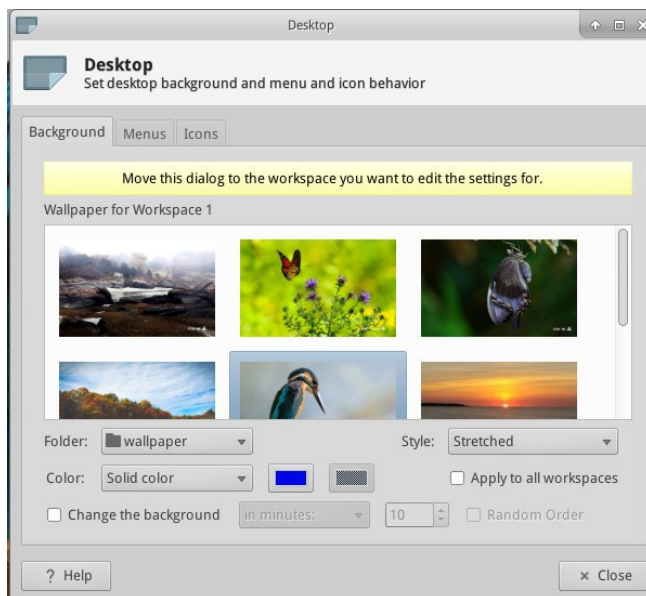 Desktop
Desktop
Set desktop background and menu and icon behavior
Background Menus Icons
Move this dialog to the workspace you want to edit the settings for.
Wallpaper for Workspace 1
Folder: wallpaper Style: Stretched
Color: Solid color Apply to all workspaces
Change the background in minutes: 10 Random Order
? Help × Close